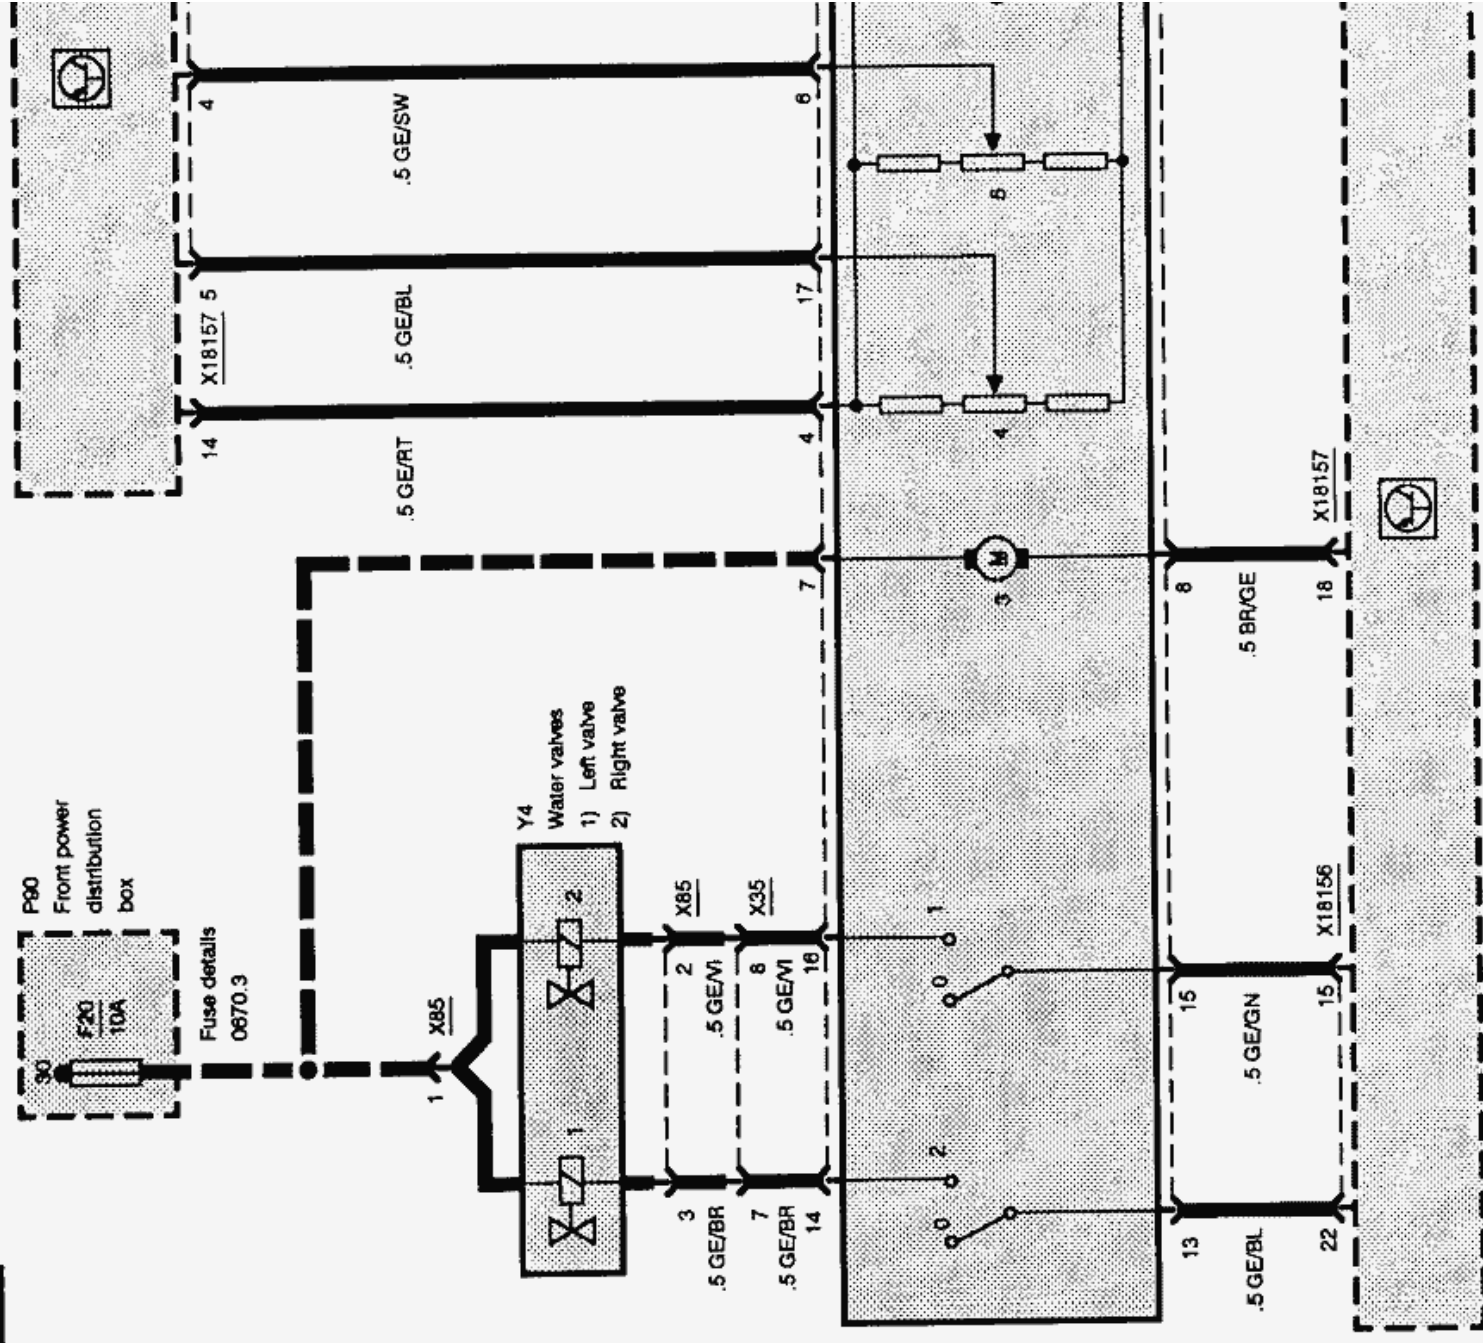 P90
Front power
distribution
box
30
F20
10A
Fuse details
0670.3
1
X85
Y4
Water valves
1) Left valve
2) Right valve
1
2
3
X85
2
.5 GE/BR
.5 GE/VI
7
X35
8
.5 GE/BR
.5 GE/VI
14
16
7
0
2
0
1
3
M
13
15
8
.5 GE/BL
.5 GE/GN
.5 BR/GE
22
15
X18156
18
X18157
14
X18157 5
4
.5 GE/RT
.5 GE/BL
.5 GE/SW
4
17
6
4